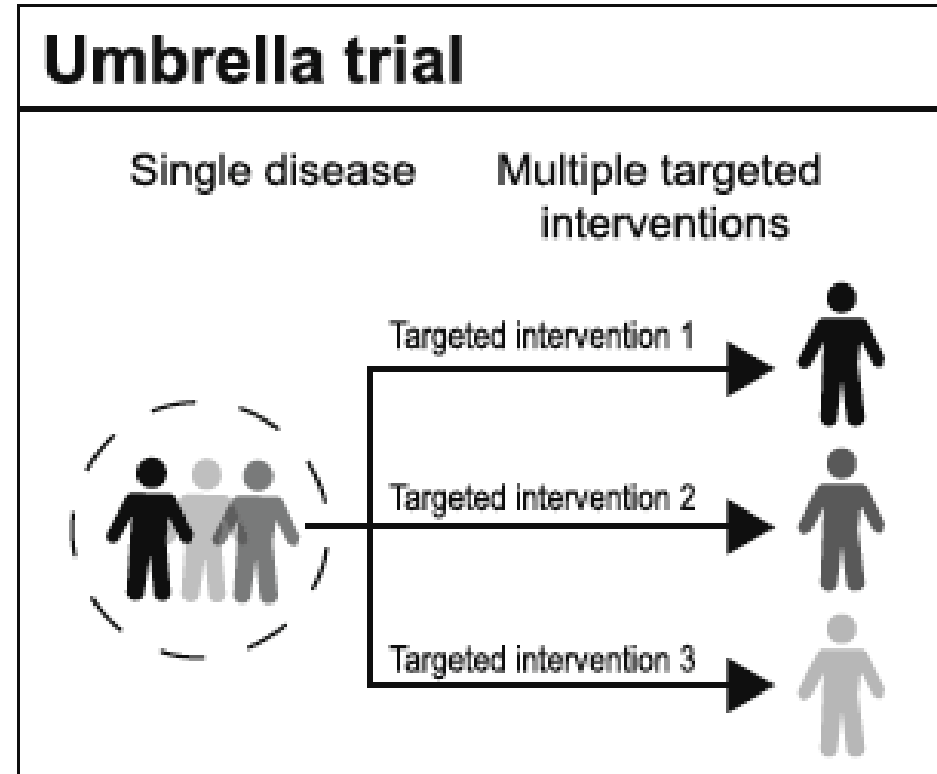 Umbrella trial
Single disease
Multiple targeted
interventions
Targeted intervention 1
Targeted intervention 2
Targeted intervention 3